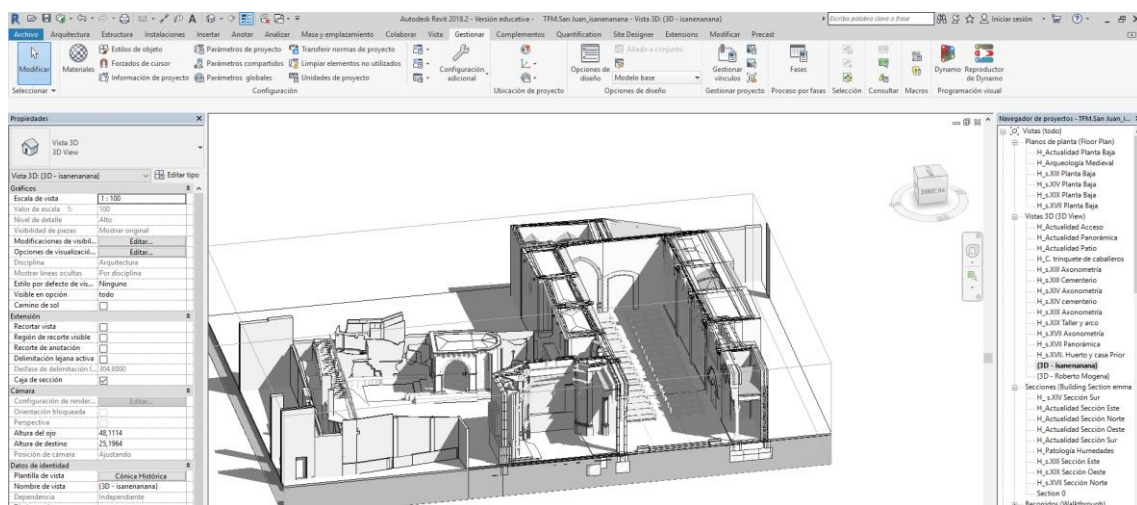 Autodesk Revit 2018.2 - Versión educativa - TFM.San Juan_isanenanana - Vista 3D: {3D - isanenanana}
Escriba palabra clave o frase
Iniciar sesión
Archivo Arquitectura Estructura Instalaciones Insertar Anotar Analizar Masa y emplazamiento Colaborar Vista Gestionar Complementos Quantification Site Designer Extensions Modificar Precast
Modificar
Materiales
Estilos de objeto
Forzados de cursor
Información de proyecto
Parámetros de proyecto
Parámetros compartidos
Parámetros globales
Transferir normas de proyecto
Limpiar elementos no utilizados
Unidades de proyecto
Configuración
adicional
Opciones de
diseño
Añadir a conjunto
Modelo base
Gestionar
vínculos
Fases
Dynamo
Reproductor
de Dynamo
Seleccionar
Configuración
Ubicación de proyecto
Opciones de diseño
Gestionar proyecto
Proceso por fases
Selección
Consultar
Macros
Programación visual
Propiedades
Vista 3D
3D View
Vista 3D: {3D - isanenanana}
Editar tipo
Gráficos
Escala de vista 1 : 100
Valor de escala 1: 100
Nivel de detalle Alto
Visibilidad de piezas Mostrar original
Modificaciones de visibil... Editar...
Opciones de visualizació... Editar...
Disciplina Arquitectura
Mostrar líneas ocultas Por disciplina
Estilo por defecto de vis... Ninguno
Visible en opción todo
Camino de sol
Extensión
Recortar vista
Región de recorte visible
Recorte de anotación
Delimitación lejana activa
Desfase de delimitación l... 304,8000
Caja de sección
Cámara
Configuración de render... Editar...
Orientación bloqueada
Perspectiva
Altura del ojo 48,1114
Altura de destino 25,1964
Posición de cámara Ajustando
Datos de identidad
Plantilla de vista Cónica Histórica
Nombre de vista {3D - isanenanana}
Dependencia Independiente
DERECHA
Navegador de proyectos - TFM.San Juan_i...
Vistas (todo)
Planos de planta (Floor Plan)
H_Actualidad Planta Baja
H_Arqueología Medieval
H_s.XIII Planta Baja
H_s.XIV Planta Baja
H_s.XIX Planta Baja
H_s.XVII Planta Baja
Vistas 3D (3D View)
H_Actualidad Acceso
H_Actualidad Panorámica
H_Actualidad Patio
H_C. trinquete de caballeros
H_s.XIII Axonometría
H_s.XIII Cementerio
H_s.XIV Axonometría
H_s.XIV cementerio
H_s.XIX Axonometría
H_s.XIX Taller y arco
H_s.XVII Axonometría
H_s.XVII Panorámica
H_s.XVII. Huerto y casa Prior
{3D - isanenanana}
{3D - Roberto Mogena}
Secciones (Building Section emma
H_ s.XIV Sección Sur
H_Actualidad Sección Este
H_Actualidad Sección Norte
H_Actualidad Sección Oeste
H_Actualidad Sección Sur
H_Patología Humedades
H_s.XIII Sección Este
H_s.XIX Sección Oeste
H_s.XVII Sección Norte
Section 0
Recorridos (Walkthrough)